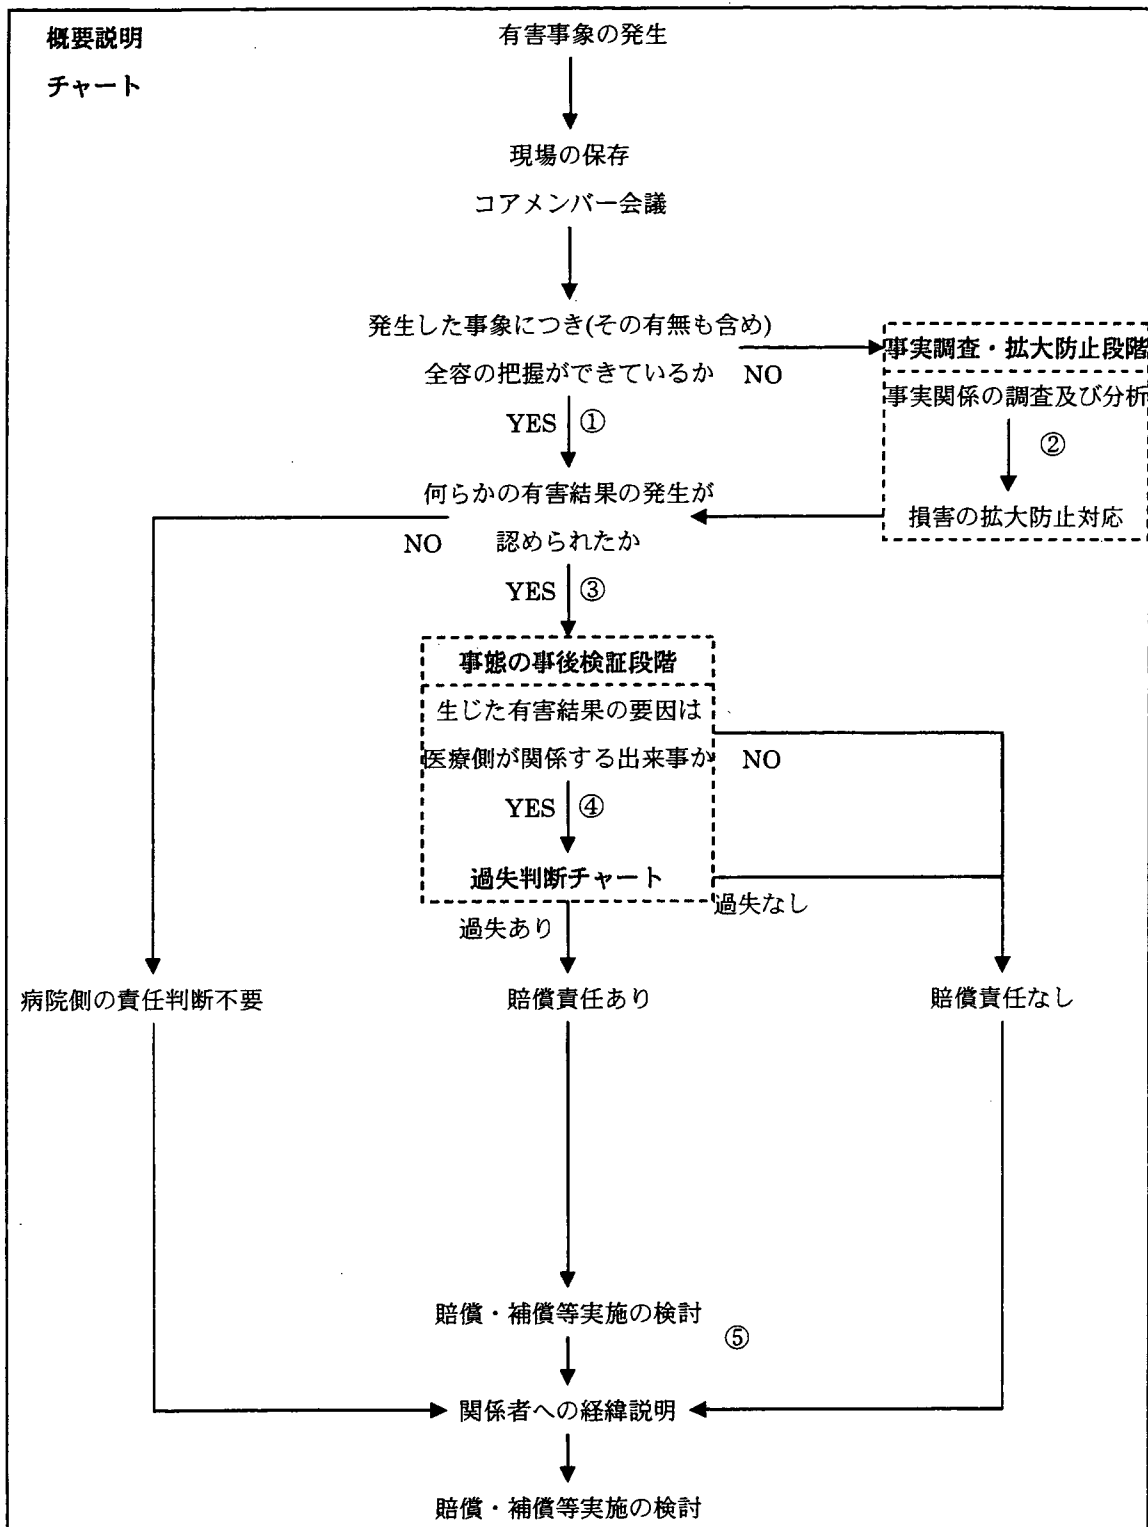 概要説明
チャート
有害事象の発生
現場の保存
コアメンバー会議
発生した事象につき(その有無も含め)
全容の把握ができているか NO
事実調査・拡大防止段階
事実関係の調査及び分析
②
損害の拡大防止対応
YES ①
何らかの有害結果の発生が
NO 認められたか
YES ③
事態の事後検証段階
生じた有害結果の要因は
医療側が関係する出来事か NO
YES ④
過失判断チャート
過失なし
過失あり
病院側の責任判断不要
賠償責任あり
賠償責任なし
賠償・補償等実施の検討
⑤
関係者への経緯説明
賠償・補償等実施の検討